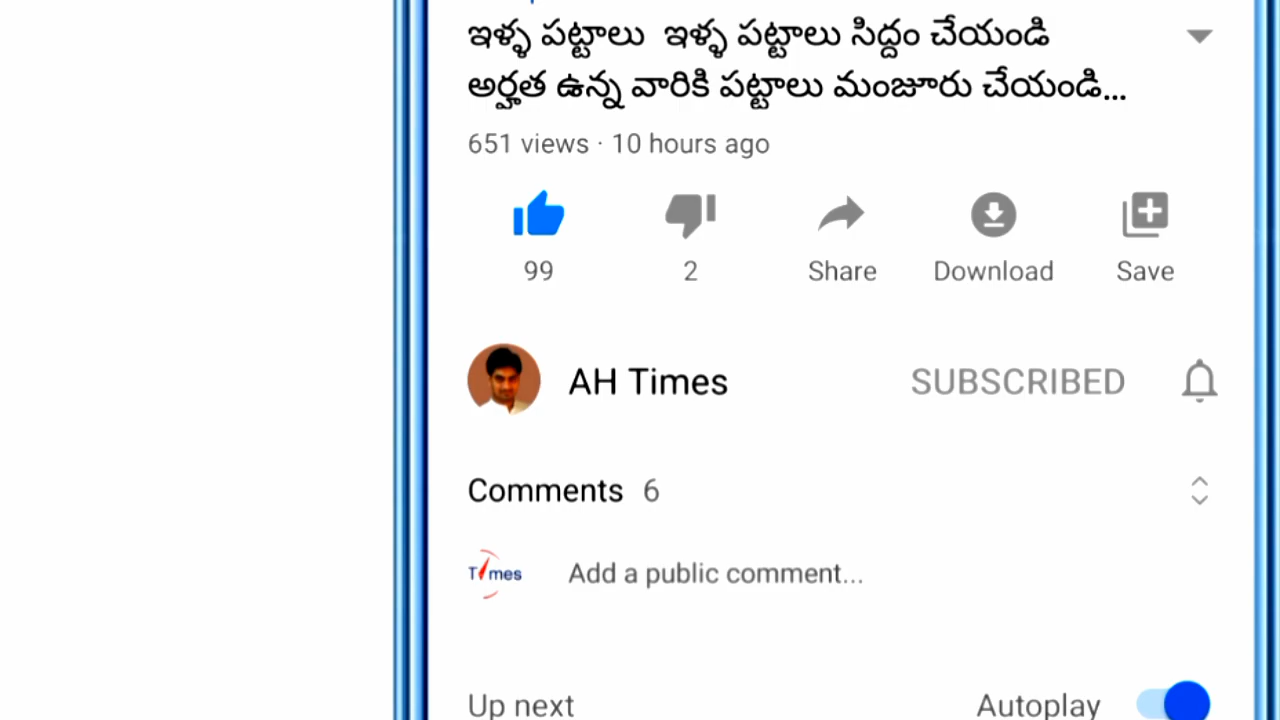 ఇళ్ళ పట్టాలు ఇళ్ళ పట్టాలు సిద్దం చేయండి
అర్హత ఉన్న వారికి పట్టాలు మంజూరు చేయండి...
651 views · 10 hours ago
99 2 Share Download Save
AH Times SUBSCRIBED
Comments 6
Times Add a public comment...
Up next Autoplay